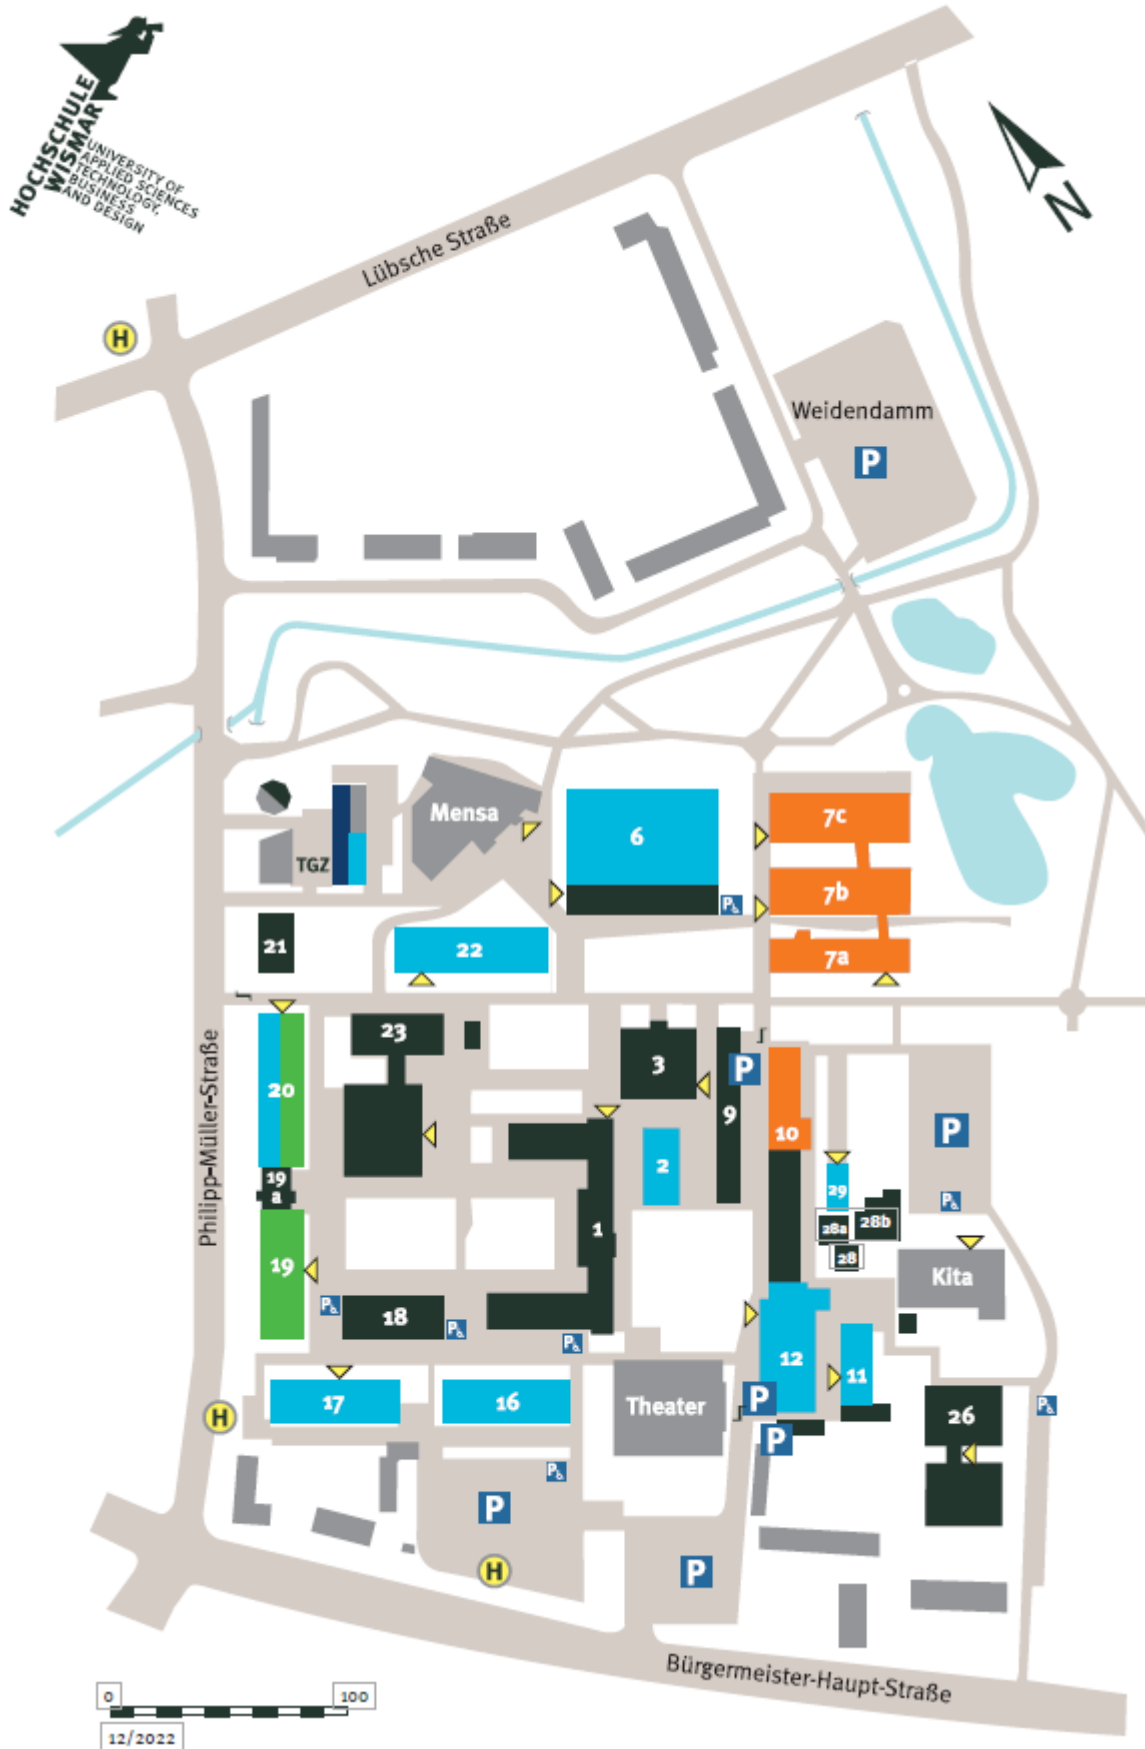 HOCHSCHULE
WISMAR
UNIVERSITY OF
APPLIED SCIENCES
TECHNOLOGY,
BUSINESS
AND DESIGN
N
Lübsche Straße
H
Weidendamm
P
Mensa
6
7c
TGZ
7b
P
21
22
7a
23
3
P
20
9
10
P
Philipp-Müller-Straße
2
19
a
29
P
1
28a
28b
28
19
Kita
P
18
P
P
12
11
17
16
Theater
P
26
P
H
P
P
P
H
P
Bürgermeister-Haupt-Straße
0
100
12/2022